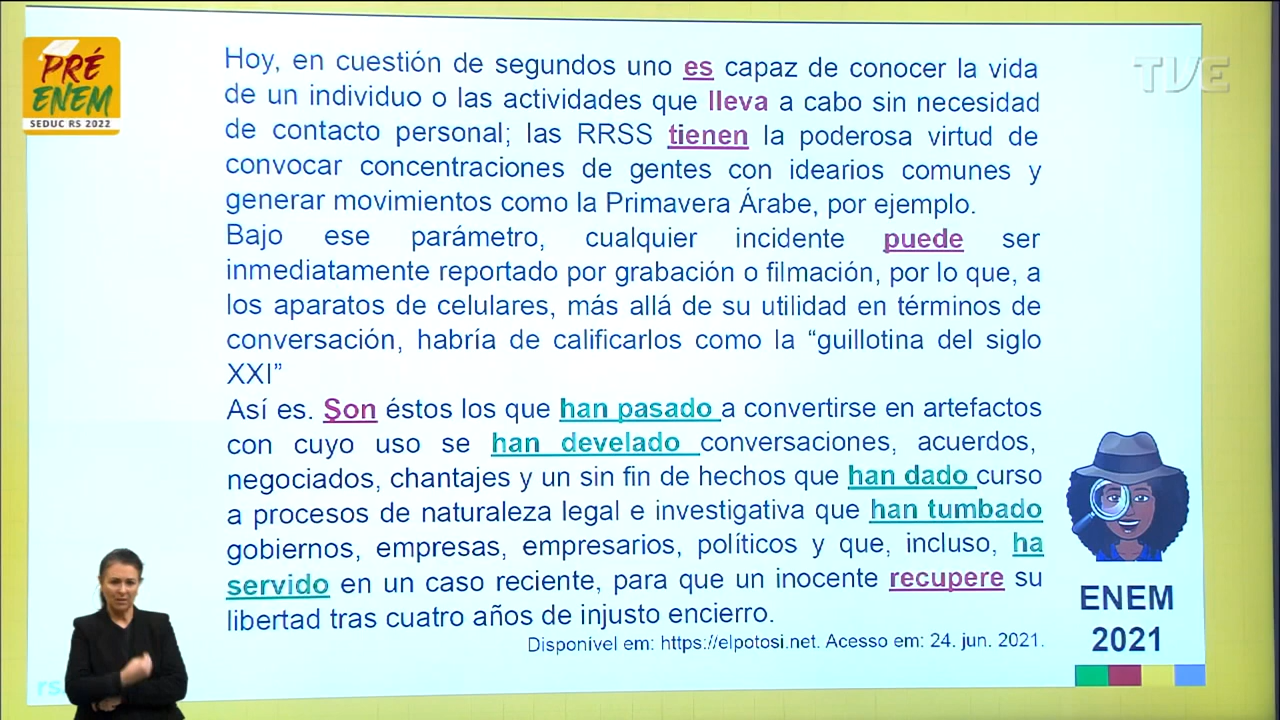 PRÉ
ENEM
SEDUC RS 2022
TVE
Hoy, en cuestión de segundos uno es capaz de conocer la vida
de un individuo o las actividades que lleva a cabo sin necesidad
de contacto personal; las RRSS tienen la poderosa virtud de
convocar concentraciones de gentes con idearios comunes y
generar movimientos como la Primavera Árabe, por ejemplo.
Bajo ese parámetro, cualquier incidente puede ser
inmediatamente reportado por grabación o filmación, por lo que, a
los aparatos de celulares, más allá de su utilidad en términos de
conversación, habría de calificarlos como la “guillotina del siglo
XXI”
Así es. Son éstos los que han pasado a convertirse en artefactos
con cuyo uso se han develado conversaciones, acuerdos,
negociados, chantajes y un sin fin de hechos que han dado curso
a procesos de naturaleza legal e investigativa que han tumbado
gobiernos, empresas, empresarios, políticos y que, incluso, ha
servido en un caso reciente, para que un inocente recupere su
libertad tras cuatro años de injusto encierro.
Disponível em: https://elpotosi.net. Acesso em: 24. jun. 2021.
ENEM
2021